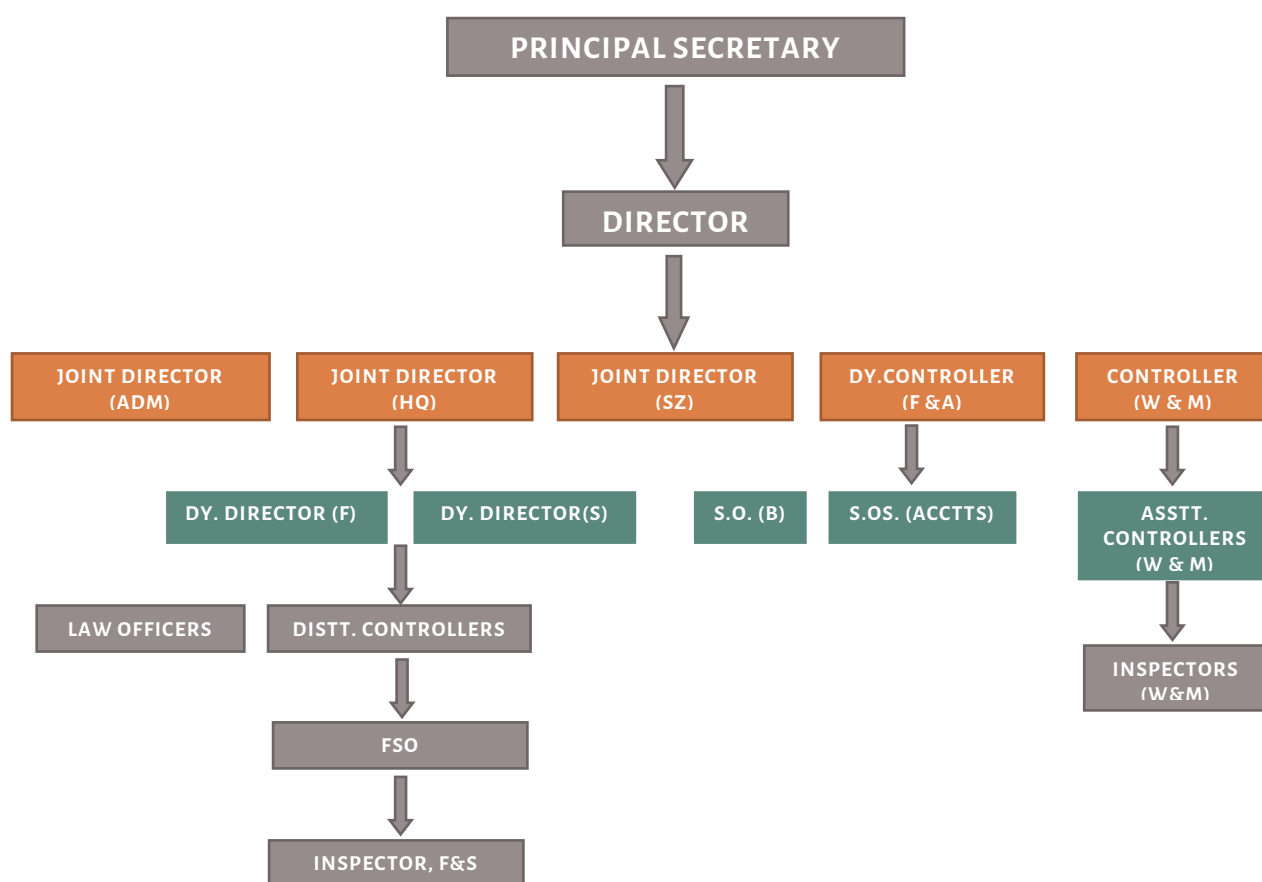 PRINCIPAL SECRETARY
DIRECTOR
JOINT DIRECTOR
(ADM)
JOINT DIRECTOR
(HQ)
JOINT DIRECTOR
(SZ)
DY.CONTROLLER
(F &A)
CONTROLLER
(W & M)
DY. DIRECTOR (F)
DY. DIRECTOR(S)
S.O. (B)
S.OS. (ACCTTS)
ASSTT.
CONTROLLERS
(W & M)
LAW OFFICERS
DISTT. CONTROLLERS
INSPECTORS
(W&M)
FSO
INSPECTOR, F&S